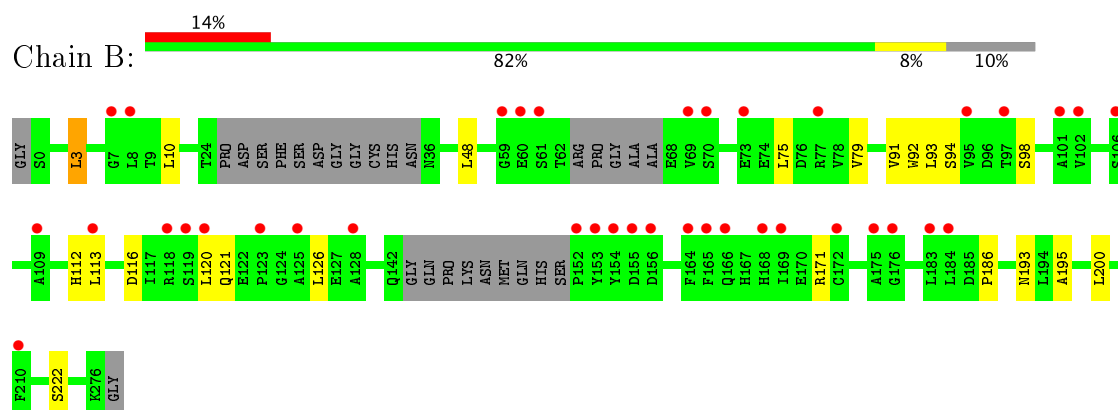 14%
Chain B:
82% 8% 10%
GLY S0 L3 G7 L8 T9 L10 T24 PRO ASP SER PHE SER ASP GLY GLY CYS HIS ASN N36 L48 G59 E60 S61 T62 ARG PRO GLY ALA ALA E68 V69 S70 E73 E74 L75 D76 R77 V78 V79 V91 W92 L93 S94 V95 D96 T97 S98 A101 V102 S106
A109 H112 L113 D116 I117 R118 S119 L120 Q121 E122 P123 G124 A125 L126 E127 A128 Q142 GLY GLN PRO LYS ASN MET GLN HIS SER P152 Y153 Y154 D155 D156 F164 F165 Q166 H167 H168 I169 E170 R171 C172 A175 G176 L183 L184 D185 P186 N193 L194 A195 L200
F210 S222 K276 GLY